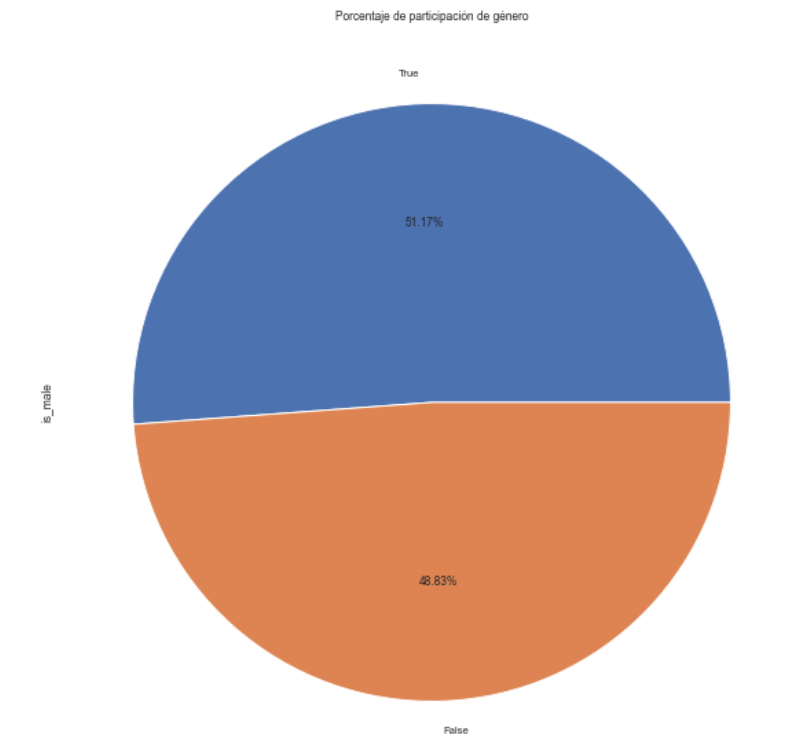 Porcentaje de participación de género
True
51.17%
is_male
48.83%
False